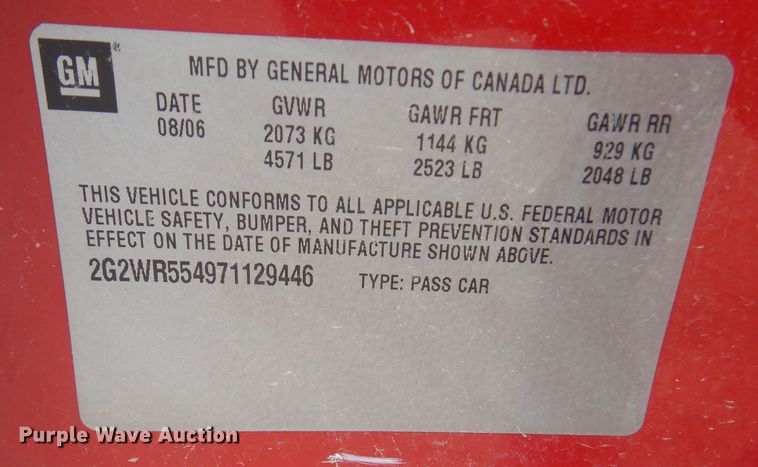 GM
MFD BY GENERAL MOTORS OF CANADA LTD.
DATE GVWR GAWR FRT GAWR RR
08/06 2073 KG 1144 KG 929 KG
4571 LB 2523 LB 2048 LB
THIS VEHICLE CONFORMS TO ALL APPLICABLE U.S. FEDERAL MOTOR
VEHICLE SAFETY, BUMPER, AND THEFT PREVENTION STANDARDS IN
EFFECT ON THE DATE OF MANUFACTURE SHOWN ABOVE.
2G2WR554971129446 TYPE: PASS CAR
Purple Wave Auction